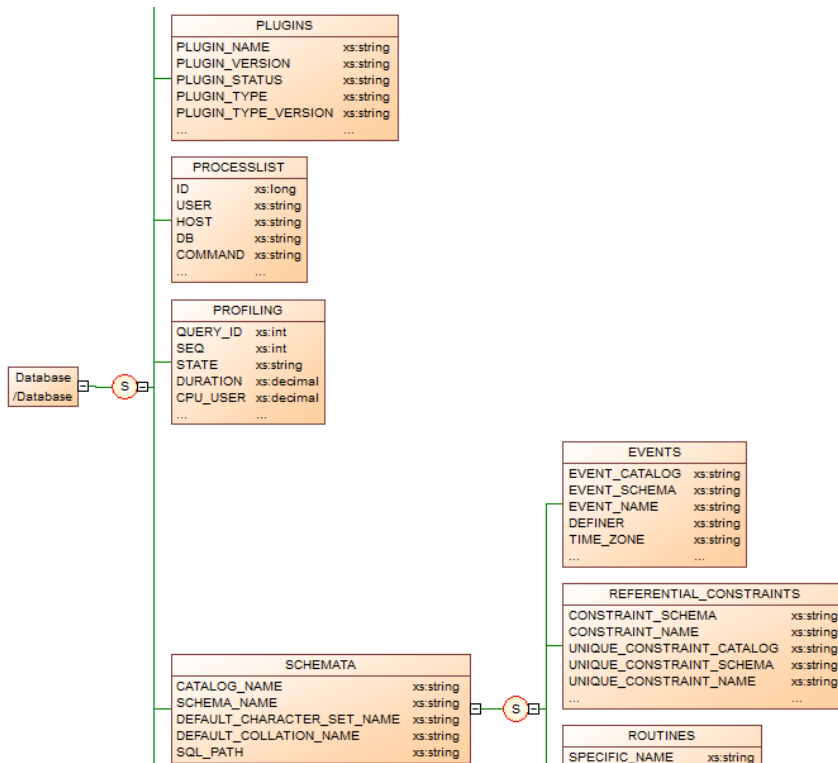 PLUGINS
PLUGIN_NAME xs:string
PLUGIN_VERSION xs:string
PLUGIN_STATUS xs:string
PLUGIN_TYPE xs:string
PLUGIN_TYPE_VERSION xs:string
... ...
PROCESSLIST
ID xs:long
USER xs:string
HOST xs:string
DB xs:string
COMMAND xs:string
... ...
PROFILING
QUERY_ID xs:int
SEQ xs:int
STATE xs:string
DURATION xs:decimal
CPU_USER xs:decimal
... ...
Database
/Database
S
EVENTS
EVENT_CATALOG xs:string
EVENT_SCHEMA xs:string
EVENT_NAME xs:string
DEFINER xs:string
TIME_ZONE xs:string
... ...
REFERENTIAL_CONSTRAINTS
CONSTRAINT_SCHEMA xs:string
CONSTRAINT_NAME xs:string
UNIQUE_CONSTRAINT_CATALOG xs:string
UNIQUE_CONSTRAINT_SCHEMA xs:string
UNIQUE_CONSTRAINT_NAME xs:string
... ...
SCHEMATA
CATALOG_NAME xs:string
SCHEMA_NAME xs:string
DEFAULT_CHARACTER_SET_NAME xs:string
DEFAULT_COLLATION_NAME xs:string
SQL_PATH xs:string
S
ROUTINES
SPECIFIC_NAME xs:string